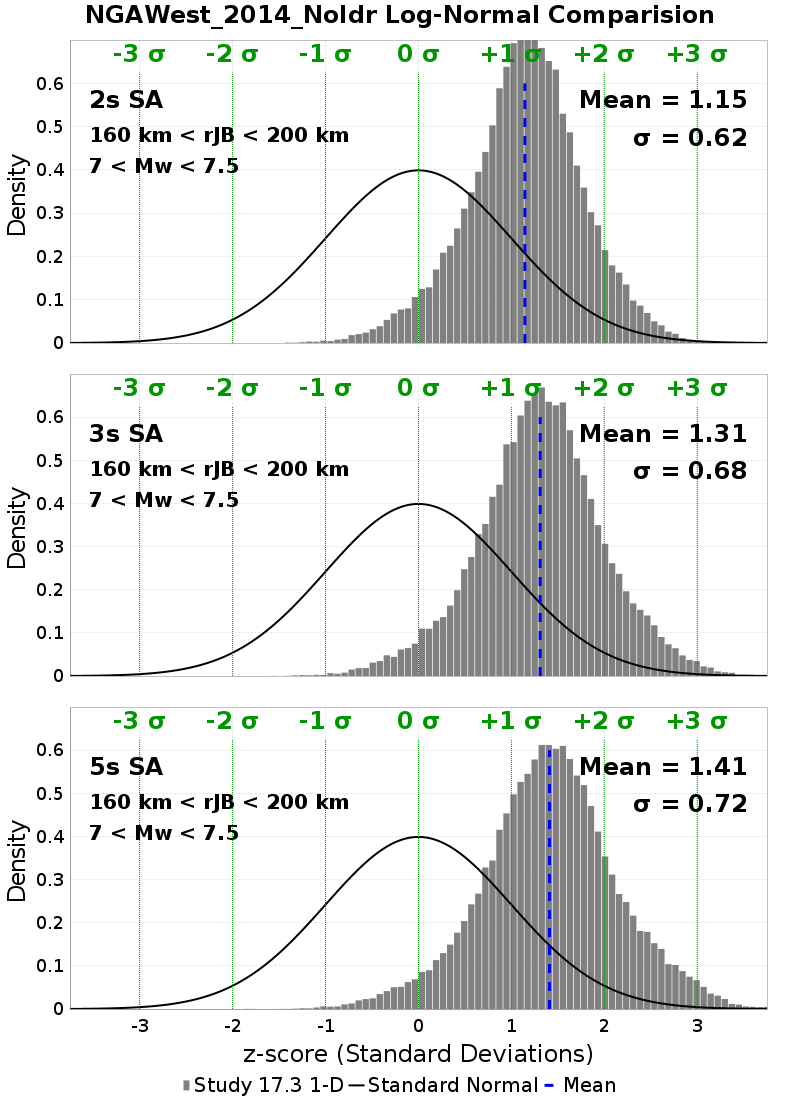 NGAWest_2014_NoIdr Log-Normal Comparision
-3 σ -2 σ -1 σ 0 σ +1 σ +2 σ +3 σ
0.6
2s SA Mean = 1.15
0.5
160 km < rJB < 200 km σ = 0.62
7 < Mw < 7.5
0.4
Density
0.3
0.2
0.1
0
-3 σ -2 σ -1 σ 0 σ +1 σ +2 σ +3 σ
0.6
3s SA Mean = 1.31
0.5
160 km < rJB < 200 km σ = 0.68
7 < Mw < 7.5
0.4
Density
0.3
0.2
0.1
0
-3 σ -2 σ -1 σ 0 σ +1 σ +2 σ +3 σ
0.6
5s SA Mean = 1.41
0.5
160 km < rJB < 200 km σ = 0.72
7 < Mw < 7.5
0.4
Density
0.3
0.2
0.1
0
-3 -2 -1 0 1 2 3
z-score (Standard Deviations)
Study 17.3 1-D Standard Normal Mean